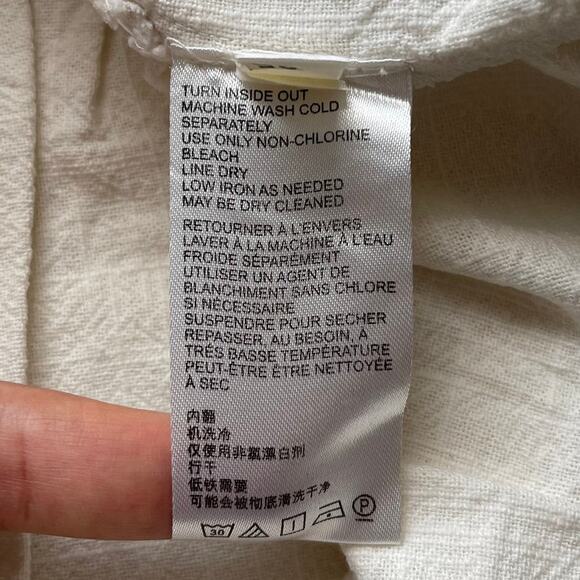 TURN INSIDE OUT
MACHINE WASH COLD
SEPARATELY
USE ONLY NON-CHLORINE
BLEACH
LINE DRY
LOW IRON AS NEEDED
MAY BE DRY CLEANED
RETOURNER À L'ENVERS
LAVER À LA MACHINE À L'EAU
FROIDE SÉPARÉMENT
UTILISER UN AGENT DE
BLANCHIMENT SANS CHLORE
SI NÉCESSAIRE
SUSPENDRE POUR SECHER
REPASSER, AU BESOIN, À
TRÉS BASSE TEMPÉRATURE
PEUT-ÊTRE ÊTRE NETTOYÉE
À SEC
内翻
机洗冷
仅使用非氯漂白剂
行干
低铁需要
可能会被彻底清洗干净
30 P